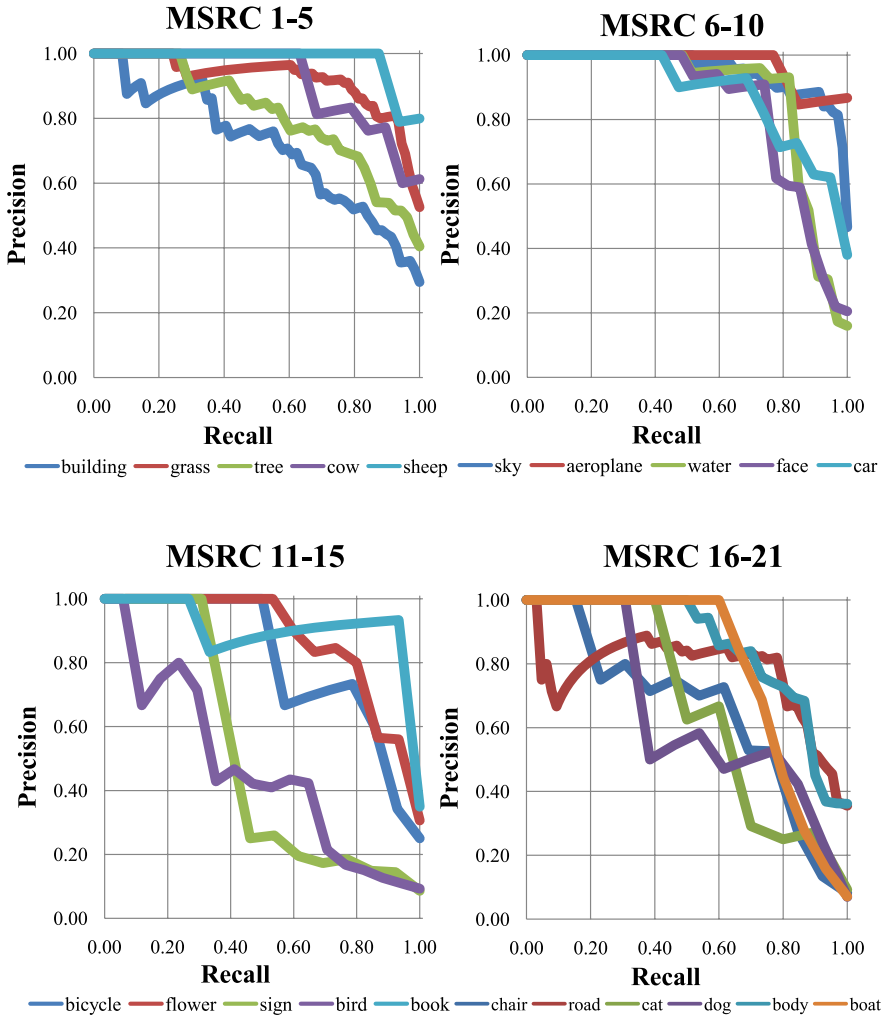 MSRC 1-5
MSRC 6-10
1.00
0.80
0.60
0.40
0.20
0.00
Precision
0.00 0.20 0.40 0.60 0.80 1.00
Recall
1.00
0.80
0.60
0.40
0.20
0.00
Precision
0.00 0.20 0.40 0.60 0.80 1.00
Recall
building grass tree cow sheep sky aeroplane water face car
MSRC 11-15
MSRC 16-21
1.00
0.80
0.60
0.40
0.20
0.00
Precision
0.00 0.20 0.40 0.60 0.80 1.00
Recall
1.00
0.80
0.60
0.40
0.20
0.00
Precision
0.00 0.20 0.40 0.60 0.80 1.00
Recall
bicycle flower sign bird book chair road cat dog body boat